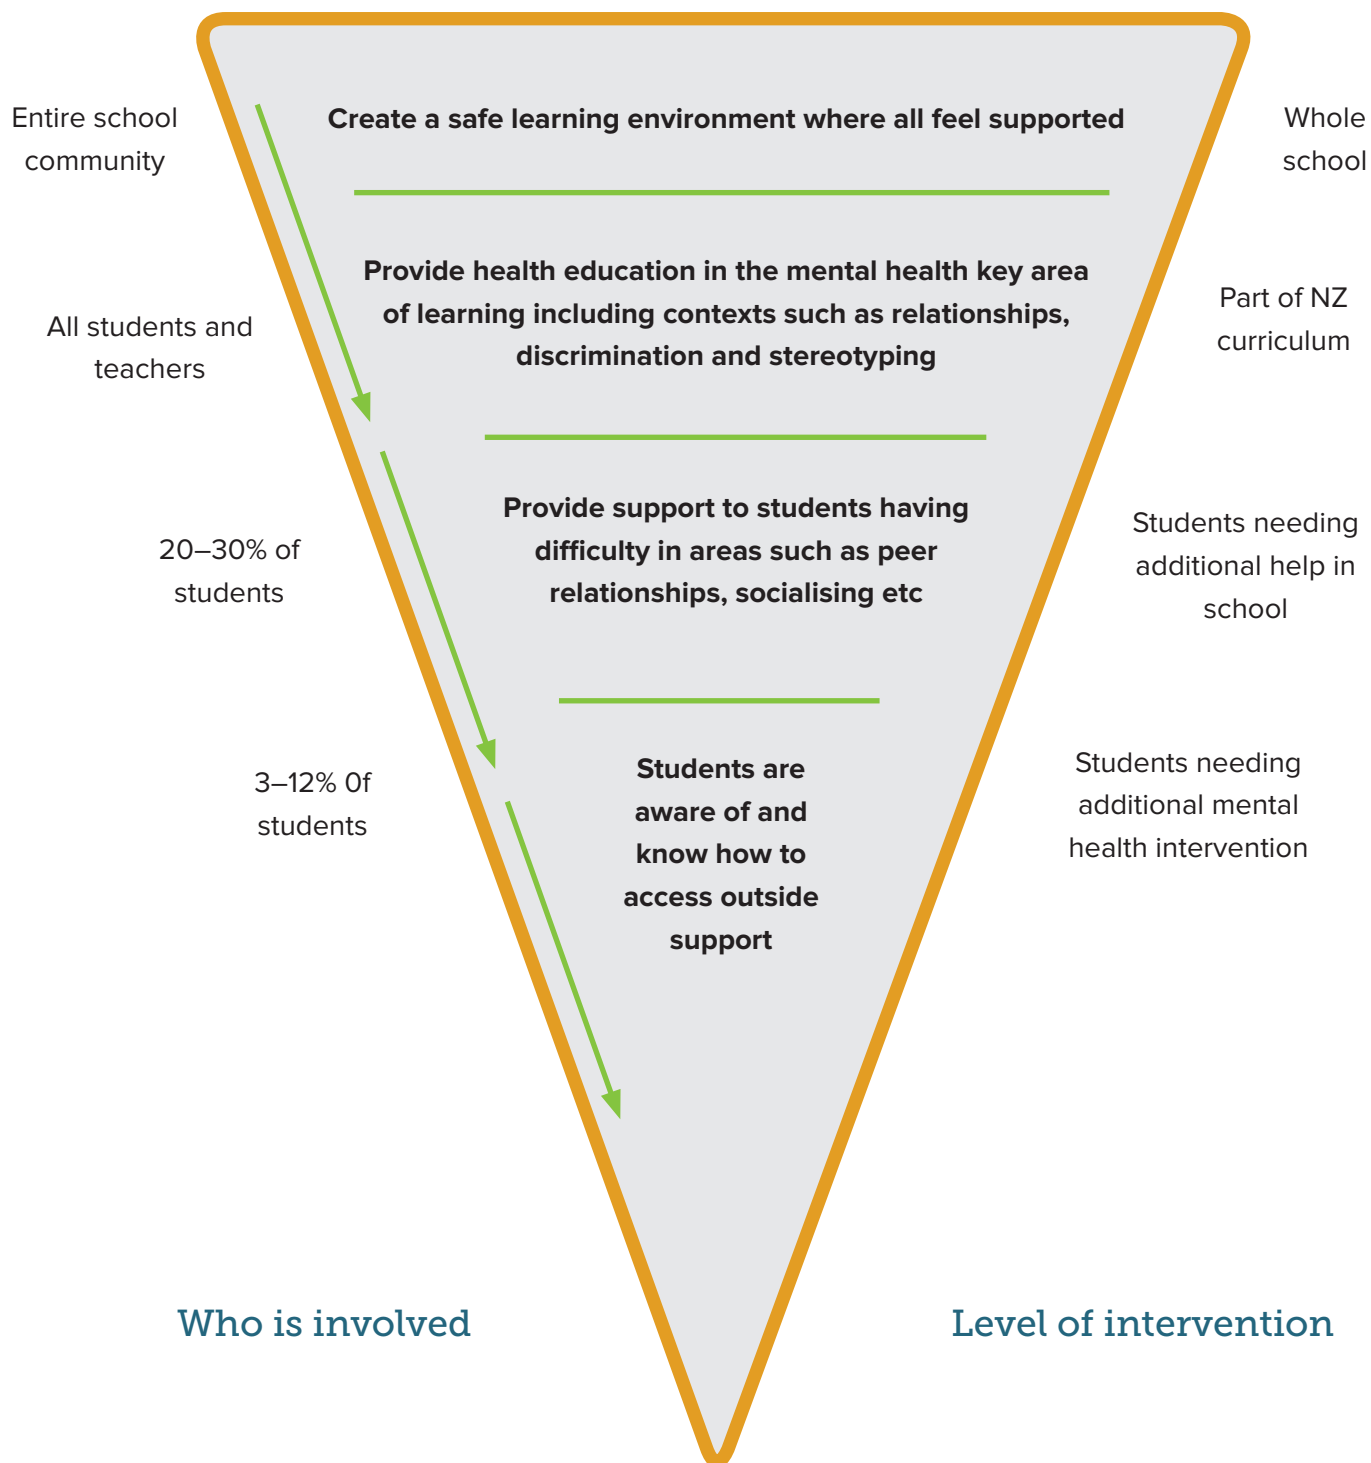 Entire school
community
Create a safe learning environment where all feel supported
Whole
school
All students and
teachers
Provide health education in the mental health key area
of learning including contexts such as relationships,
discrimination and stereotyping
Part of NZ
curriculum
20–30% of
students
Provide support to students having
difficulty in areas such as peer
relationships, socialising etc
Students needing
additional help in
school
3–12% 0f
students
Students are
aware of and
know how to
access outside
support
Students needing
additional mental
health intervention
Who is involved
Level of intervention